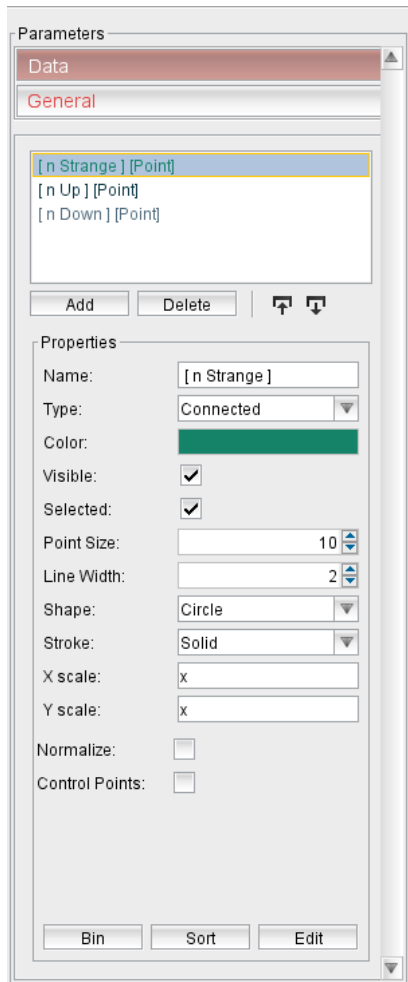 Parameters
Data
General
[ n Strange ] [Point]
[ n Up ] [Point]
[ n Down ] [Point]
Add Delete
Properties
Name: [ n Strange ]
Type: Connected
Color:
Visible:
Selected:
Point Size: 10
Line Width: 2
Shape: Circle
Stroke: Solid
X scale: x
Y scale: x
Normalize:
Control Points:
Bin Sort Edit